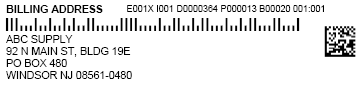 BILLING ADDRESS E001X I001 D0000364 P000013 B00020 001:001
ABC SUPPLY
92 N MAIN ST, BLDG 19E
PO BOX 480
WINDSOR NJ 08561-0480